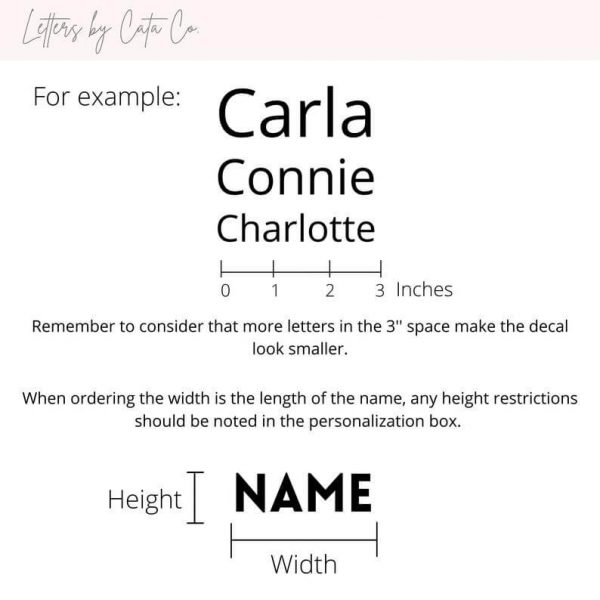 Letters by Cata Co.
For example:
Carla
Connie
Charlotte
0 1 2 3 Inches
Remember to consider that more letters in the 3" space make the decal
look smaller.
When ordering the width is the length of the name, any height restrictions
should be noted in the personalization box.
Height NAME
Width